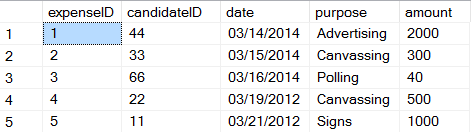 expenseID candidateID date purpose amount
1 1 44 03/14/2014 Advertising 2000
2 2 33 03/15/2014 Canvassing 300
3 3 66 03/16/2014 Polling 40
4 4 22 03/19/2012 Canvassing 500
5 5 11 03/21/2012 Signs 1000